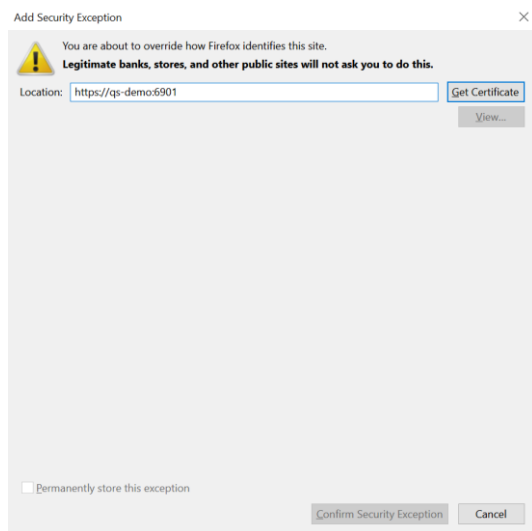 Add Security Exception
You are about to override how Firefox identifies this site.
Legitimate banks, stores, and other public sites will not ask you to do this.
Location: https://qs-demo:6901 Get Certificate
View...
Permanently store this exception
Confirm Security Exception Cancel